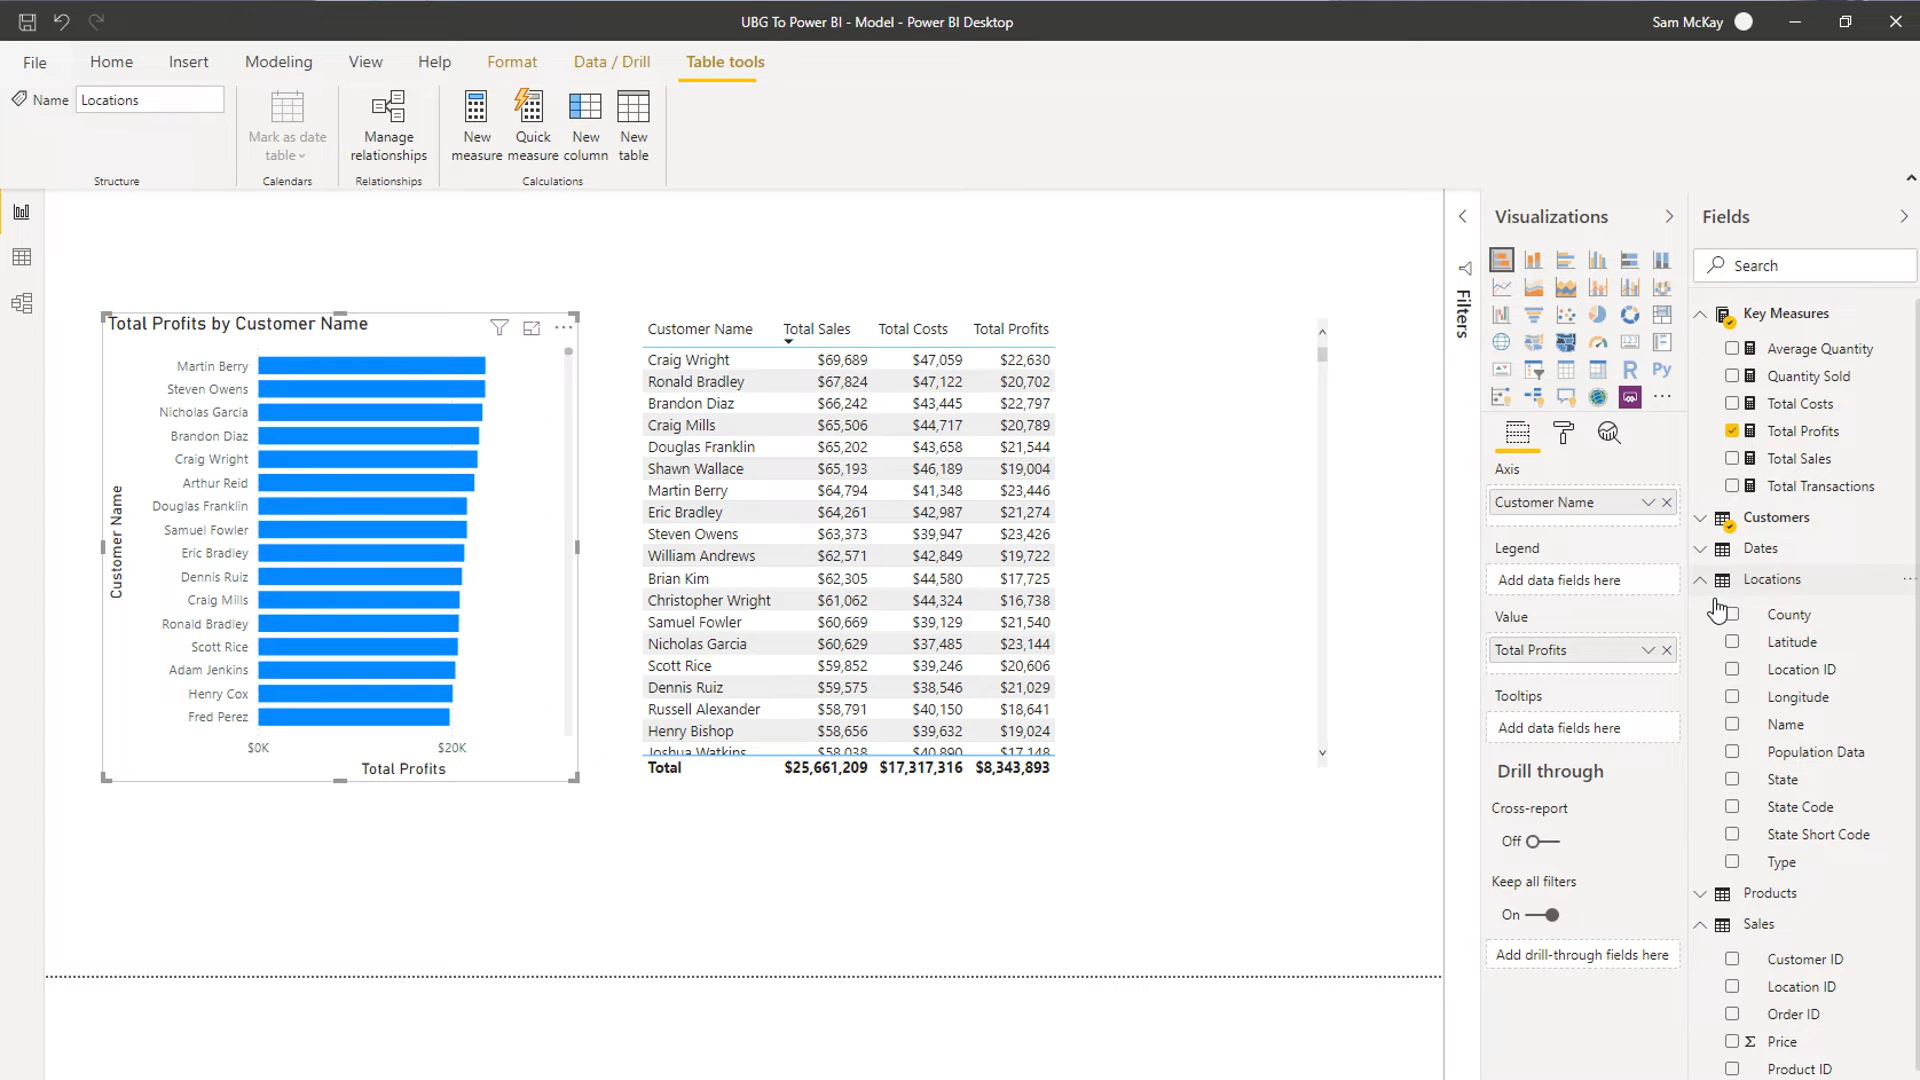 UBG To Power BI - Model - Power BI Desktop
Sam McKay
File Home Insert Modeling View Help Format Data / Drill Table tools
Name Locations
Mark as date table
Manage relationships
New measure
Quick measure
New column
New table
Structure
Calendars
Relationships
Calculations
Total Profits by Customer Name
Customer Name
Martin Berry
Steven Owens
Nicholas Garcia
Brandon Diaz
Craig Wright
Arthur Reid
Douglas Franklin
Samuel Fowler
Eric Bradley
Dennis Ruiz
Craig Mills
Ronald Bradley
Scott Rice
Adam Jenkins
Henry Cox
Fred Perez
$0K $20K
Total Profits
Customer Name Total Sales Total Costs Total Profits
Craig Wright $69,689 $47,059 $22,630
Ronald Bradley $67,824 $47,122 $20,702
Brandon Diaz $66,242 $43,445 $22,797
Craig Mills $65,506 $44,717 $20,789
Douglas Franklin $65,202 $43,658 $21,544
Shawn Wallace $65,193 $46,189 $19,004
Martin Berry $64,794 $41,348 $23,446
Eric Bradley $64,261 $42,987 $21,274
Steven Owens $63,373 $39,947 $23,426
William Andrews $62,571 $42,849 $19,722
Brian Kim $62,305 $44,580 $17,725
Christopher Wright $61,062 $44,324 $16,738
Samuel Fowler $60,669 $39,129 $21,540
Nicholas Garcia $60,629 $37,485 $23,144
Scott Rice $59,852 $39,246 $20,606
Dennis Ruiz $59,575 $38,546 $21,029
Russell Alexander $58,791 $40,150 $18,641
Henry Bishop $58,656 $39,632 $19,024
Joshua Watkins $58,038 $40,890 $17,148
Total $25,661,209 $17,317,316 $8,343,893
Filters
Visualizations
R Py
Axis
Customer Name
Legend
Add data fields here
Value
Total Profits
Tooltips
Add data fields here
Drill through
Cross-report
Off
Keep all filters
On
Add drill-through fields here
Fields
Search
Key Measures
Average Quantity
Quantity Sold
Total Costs
Total Profits
Total Sales
Total Transactions
Customers
Dates
Locations
County
Latitude
Location ID
Longitude
Name
Population Data
State
State Code
State Short Code
Type
Products
Sales
Customer ID
Location ID
Order ID
Σ Price
Product ID